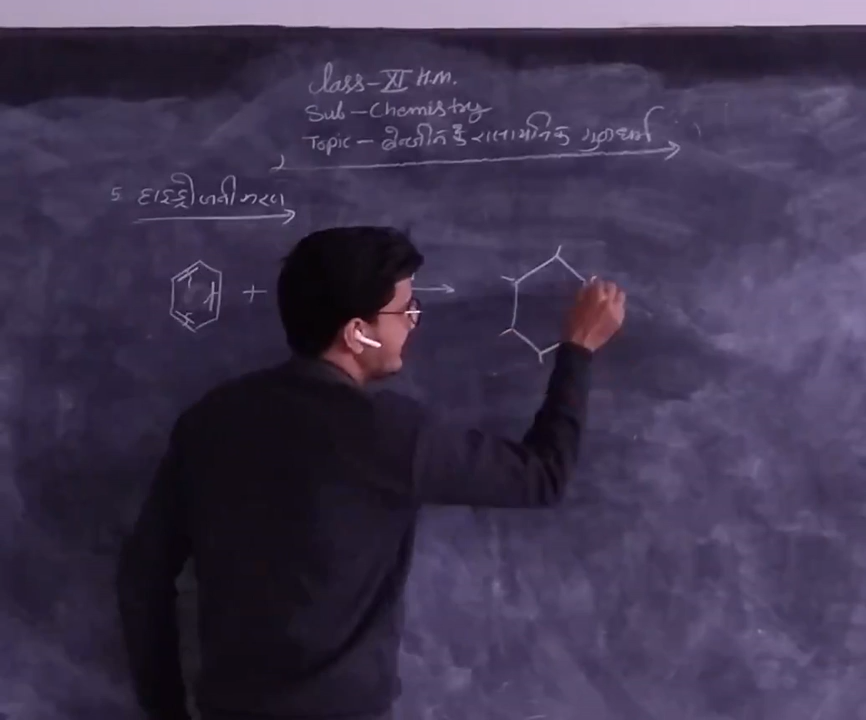 Class-XI H.M.
Sub-Chemistry
Topic - बेन्जीन के रासायनिक गुणधर्म
5. हाइड्रोजनीकरण
+